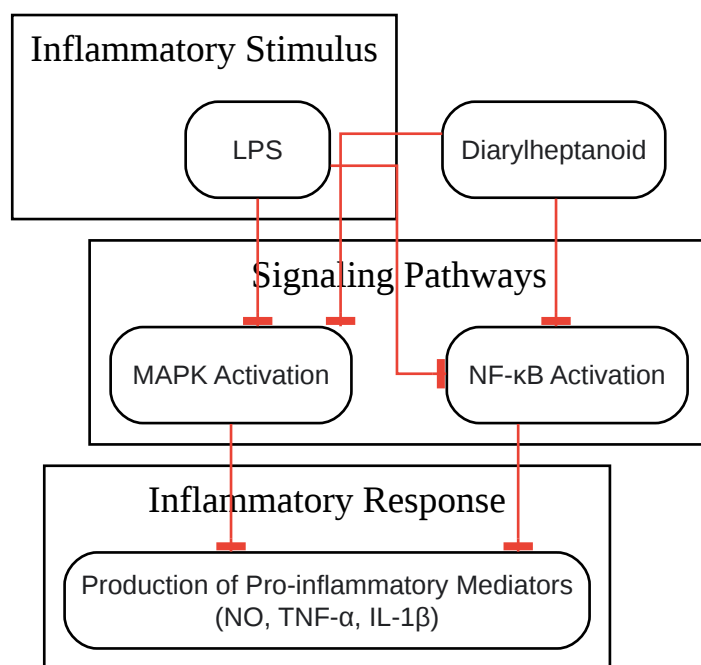 Inflammatory Stimulus
LPS
Diarylheptanoid
Signaling Pathways
MAPK Activation
NF-κB Activation
Inflammatory Response
Production of Pro-inflammatory Mediators
(NO, TNF-α, IL-1β)